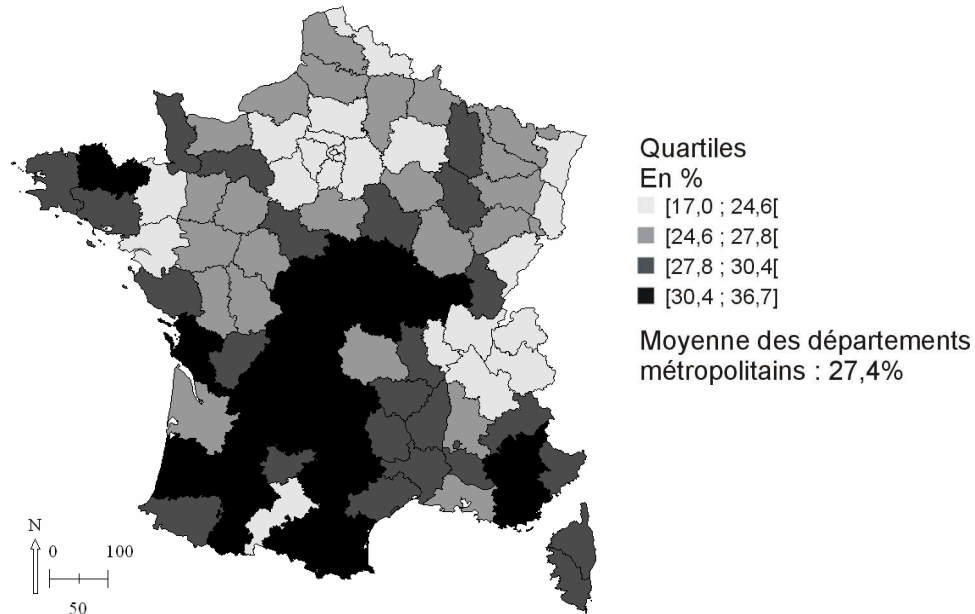 Quartiles
En %
[17,0 ; 24,6[
[24,6 ; 27,8[
[27,8 ; 30,4[
[30,4 ; 36,7]
Moyenne des départements
métropolitains : 27,4%
N
0 100
50